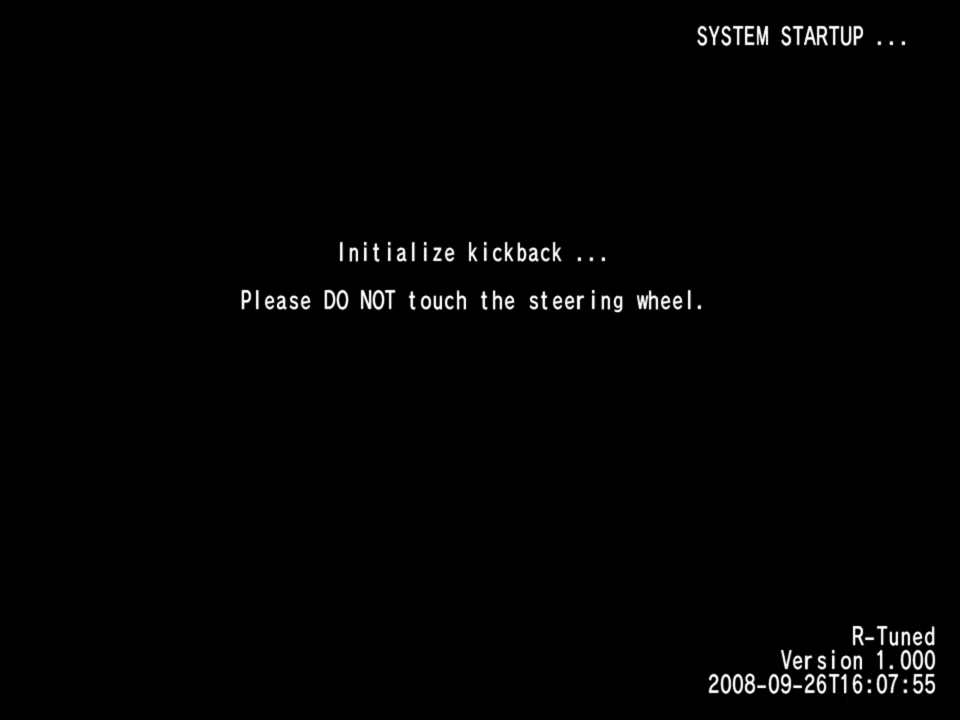 SYSTEM STARTUP ...
Initialize kickback ...
Please DO NOT touch the steering wheel.
R-Tuned
Version 1.000
2008-09-26T16:07:55